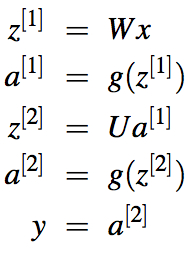 z^[1] = Wx
a^[1] = g(z^[1])
z^[2] = Ua^[1]
a^[2] = g(z^[2])
y = a^[2]